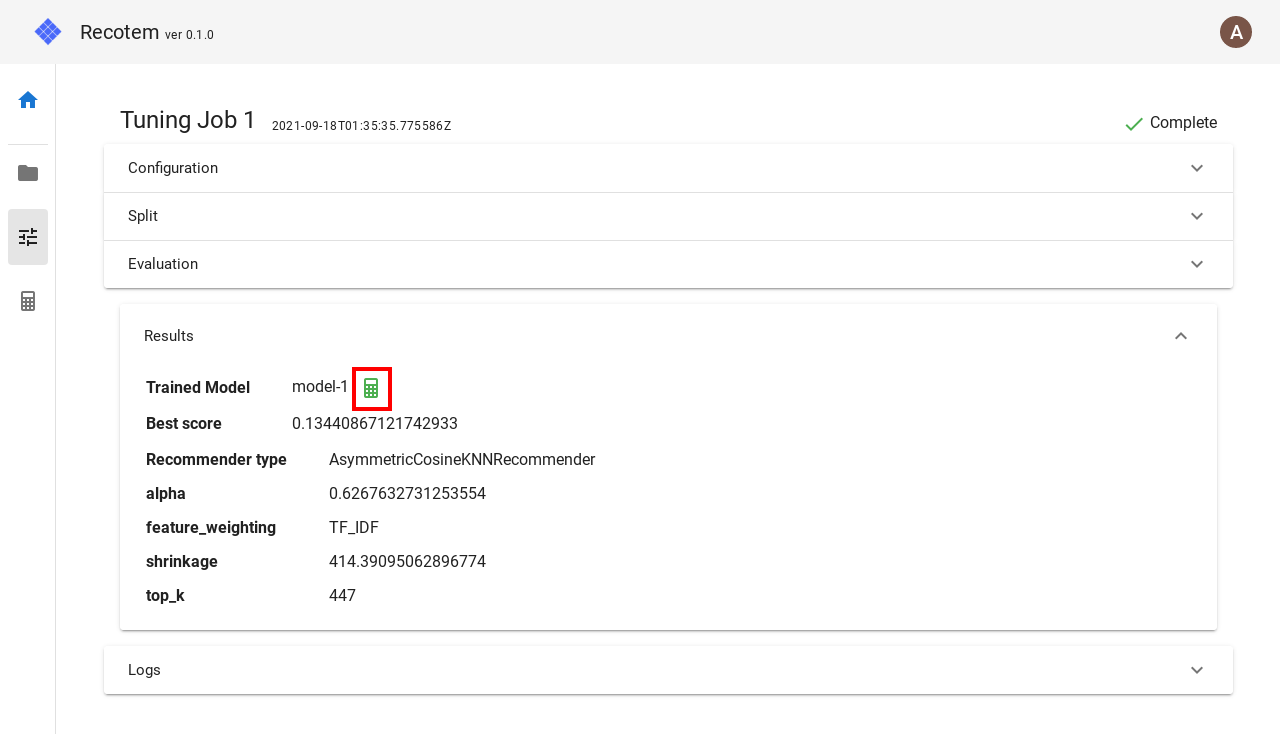 Recotem ver 0.1.0
A
Tuning Job 1 2021-09-18T01:35:35.775586Z
Complete
Configuration
Split
Evaluation
Results
Trained Model model-1
Best score 0.13440867121742933
Recommender type AsymmetricCosineKNNRecommender
alpha 0.6267632731253554
feature_weighting TF_IDF
shrinkage 414.39095062896774
top_k 447
Logs